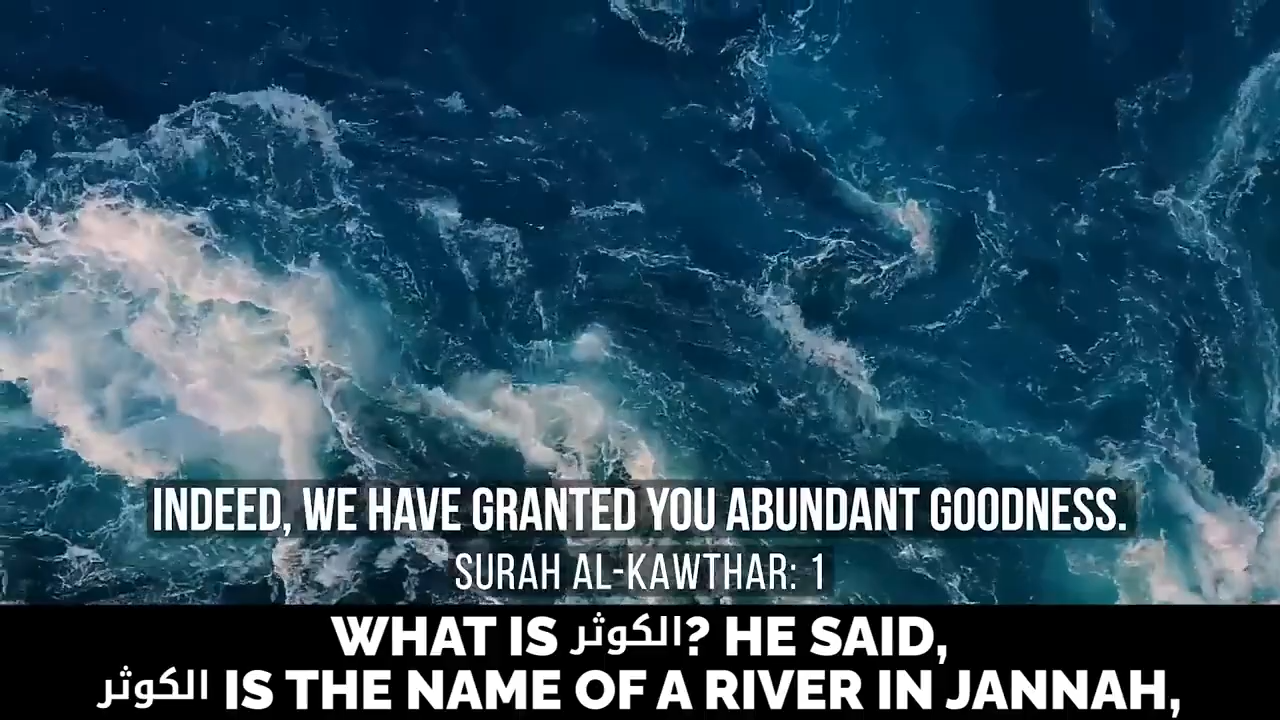 INDEED, WE HAVE GRANTED YOU ABUNDANT GOODNESS.
SURAH AL-KAWTHAR: 1
WHAT IS الكوثر? HE SAID,
الكوثر IS THE NAME OF A RIVER IN JANNAH,